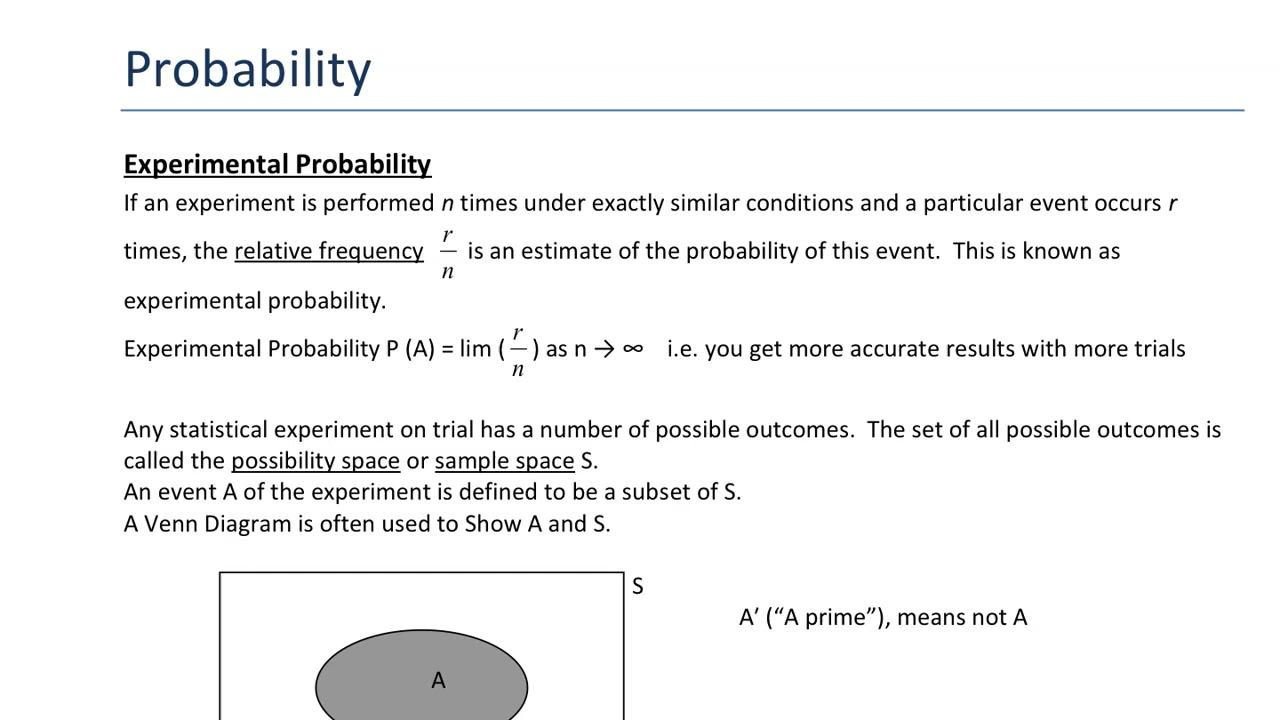 Probability
Experimental Probability
If an experiment is performed n times under exactly similar conditions and a particular event occurs r
times, the relative frequency r/n is an estimate of the probability of this event.  This is known as
experimental probability.
Experimental Probability P (A) = lim (r/n) as n → ∞   i.e. you get more accurate results with more trials
Any statistical experiment on trial has a number of possible outcomes.  The set of all possible outcomes is
called the possibility space or sample space S.
An event A of the experiment is defined to be a subset of S.
A Venn Diagram is often used to Show A and S.
S
A′ (“A prime”), means not A
A